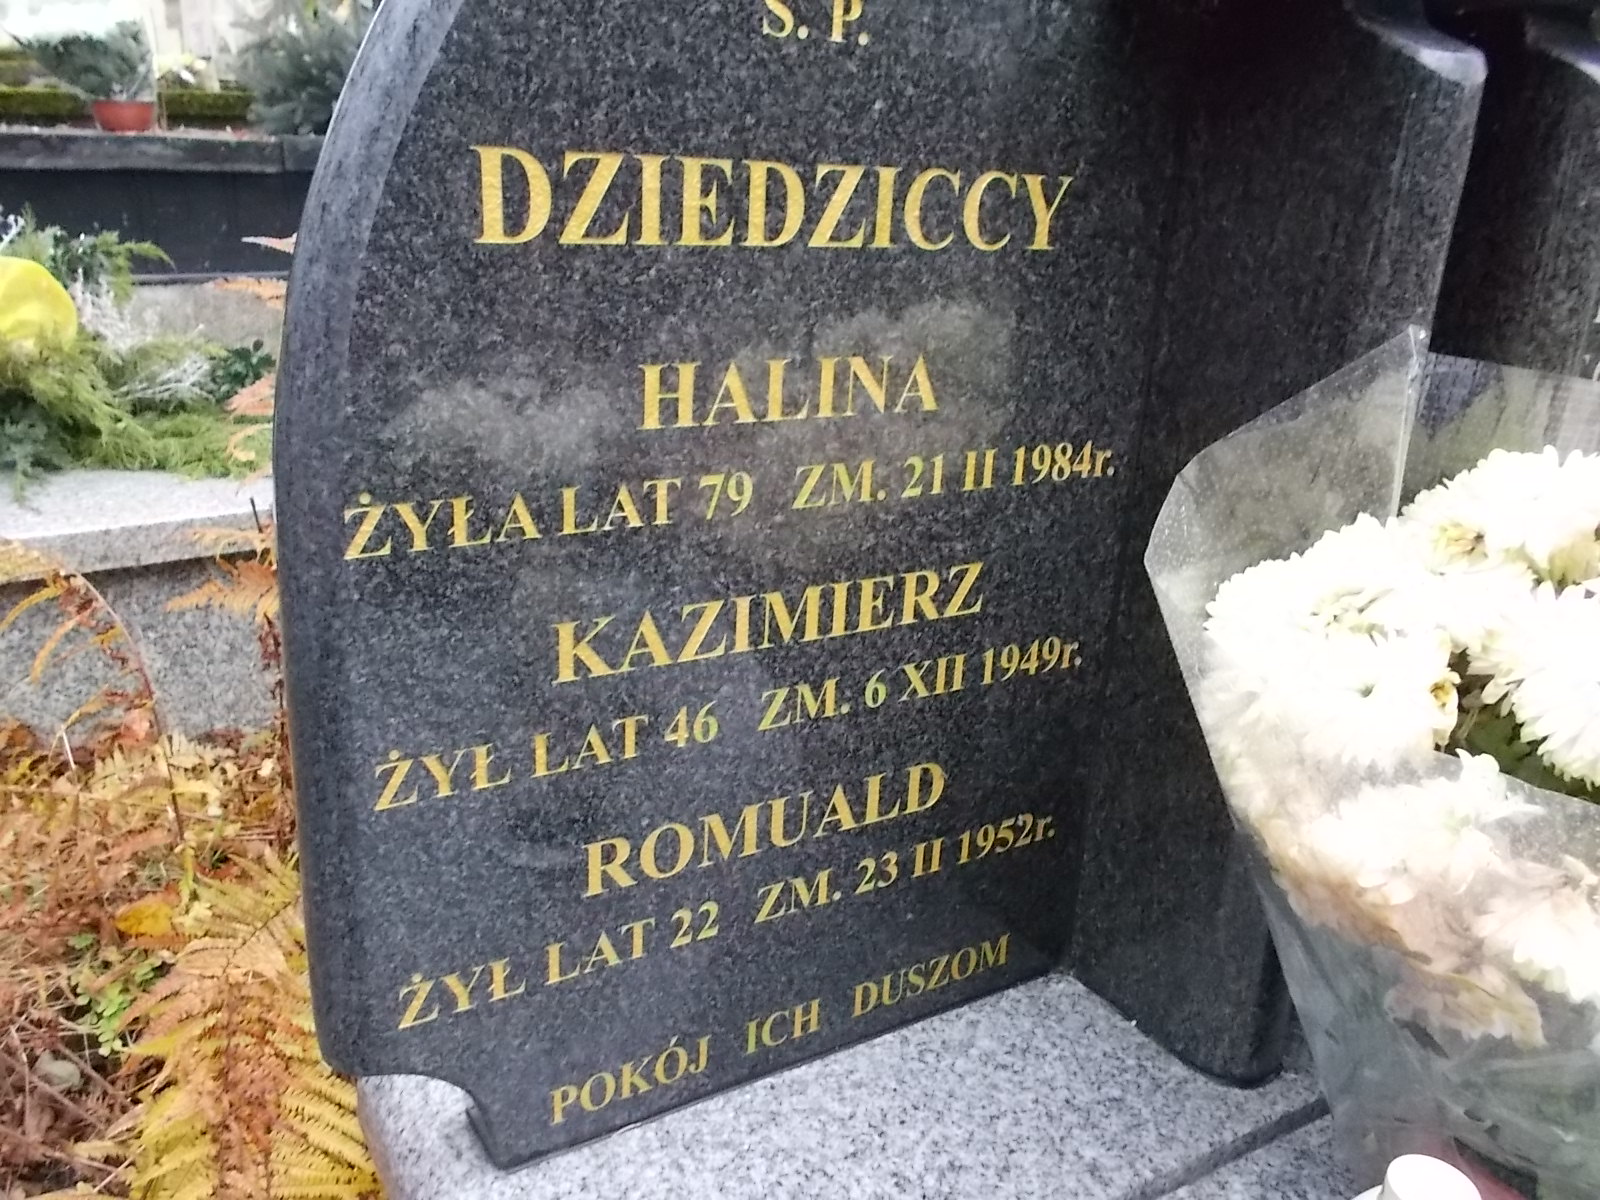 Ś. P.
DZIEDZICCY
HALINA
ŻYŁA LAT 79 ZM. 21 II 1984r.
KAZIMIERZ
ŻYŁ LAT 46 ZM. 6 XII 1949r.
ROMUALD
ŻYŁ LAT 22 ZM. 23 II 1952r.
POKÓJ ICH DUSZOM